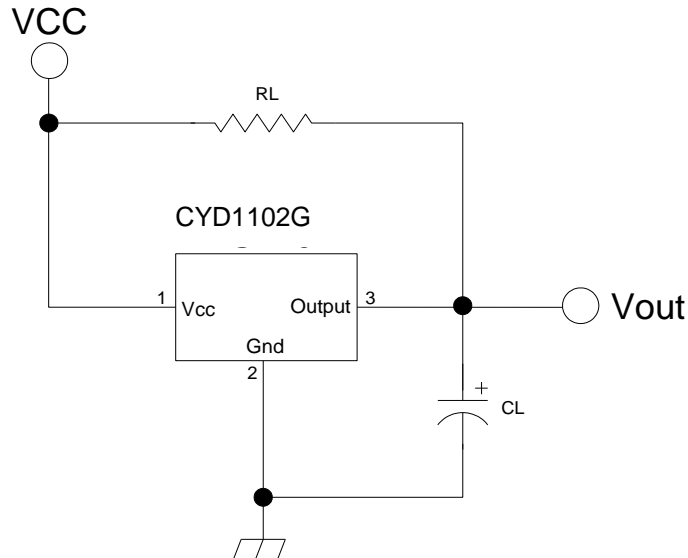 VCC
RL
CYD1102G
1
Vcc
Output
3
Vout
Gnd
2
+
CL